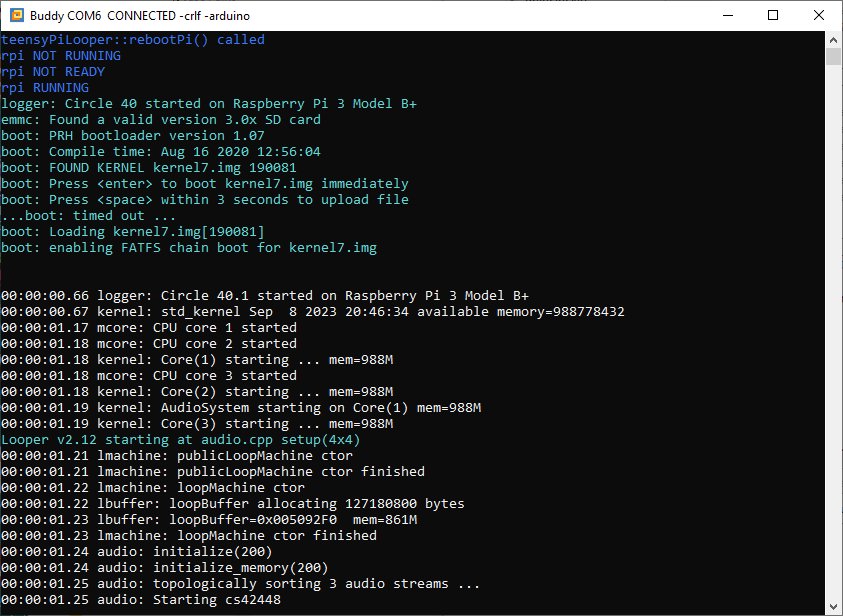 Buddy COM6  CONNECTED -crlf -arduino
teensyPiLooper::rebootPi() called
rpi NOT RUNNING
rpi NOT READY
rpi RUNNING
logger: Circle 40 started on Raspberry Pi 3 Model B+
emmc: Found a valid version 3.0x SD card
boot: PRH bootloader version 1.07
boot: Compile time: Aug 16 2020 12:56:04
boot: FOUND KERNEL kernel7.img 190081
boot: Press <enter> to boot kernel7.img immediately
boot: Press <space> within 3 seconds to upload file
...boot: timed out ...
boot: Loading kernel7.img[190081]
boot: enabling FATFS chain boot for kernel7.img
00:00:00.66 logger: Circle 40.1 started on Raspberry Pi 3 Model B+
00:00:00.67 kernel: std_kernel Sep  8 2023 20:46:34 available memory=988778432
00:00:01.17 mcore: CPU core 1 started
00:00:01.18 mcore: CPU core 2 started
00:00:01.18 kernel: Core(1) starting ... mem=988M
00:00:01.18 mcore: CPU core 3 started
00:00:01.18 kernel: Core(2) starting ... mem=988M
00:00:01.19 kernel: AudioSystem starting on Core(1) mem=988M
00:00:01.19 kernel: Core(3) starting ... mem=988M
Looper v2.12 starting at audio.cpp setup(4x4)
00:00:01.21 lmachine: publicLoopMachine ctor
00:00:01.21 lmachine: publicLoopMachine ctor finished
00:00:01.22 lmachine: loopMachine ctor
00:00:01.22 lbuffer: loopBuffer allocating 127180800 bytes
00:00:01.23 lbuffer: loopBuffer=0x005092F0  mem=861M
00:00:01.23 lmachine: loopMachine ctor finished
00:00:01.24 audio: initialize(200)
00:00:01.24 audio: initialize_memory(200)
00:00:01.25 audio: topologically sorting 3 audio streams ...
00:00:01.25 audio: Starting cs42448